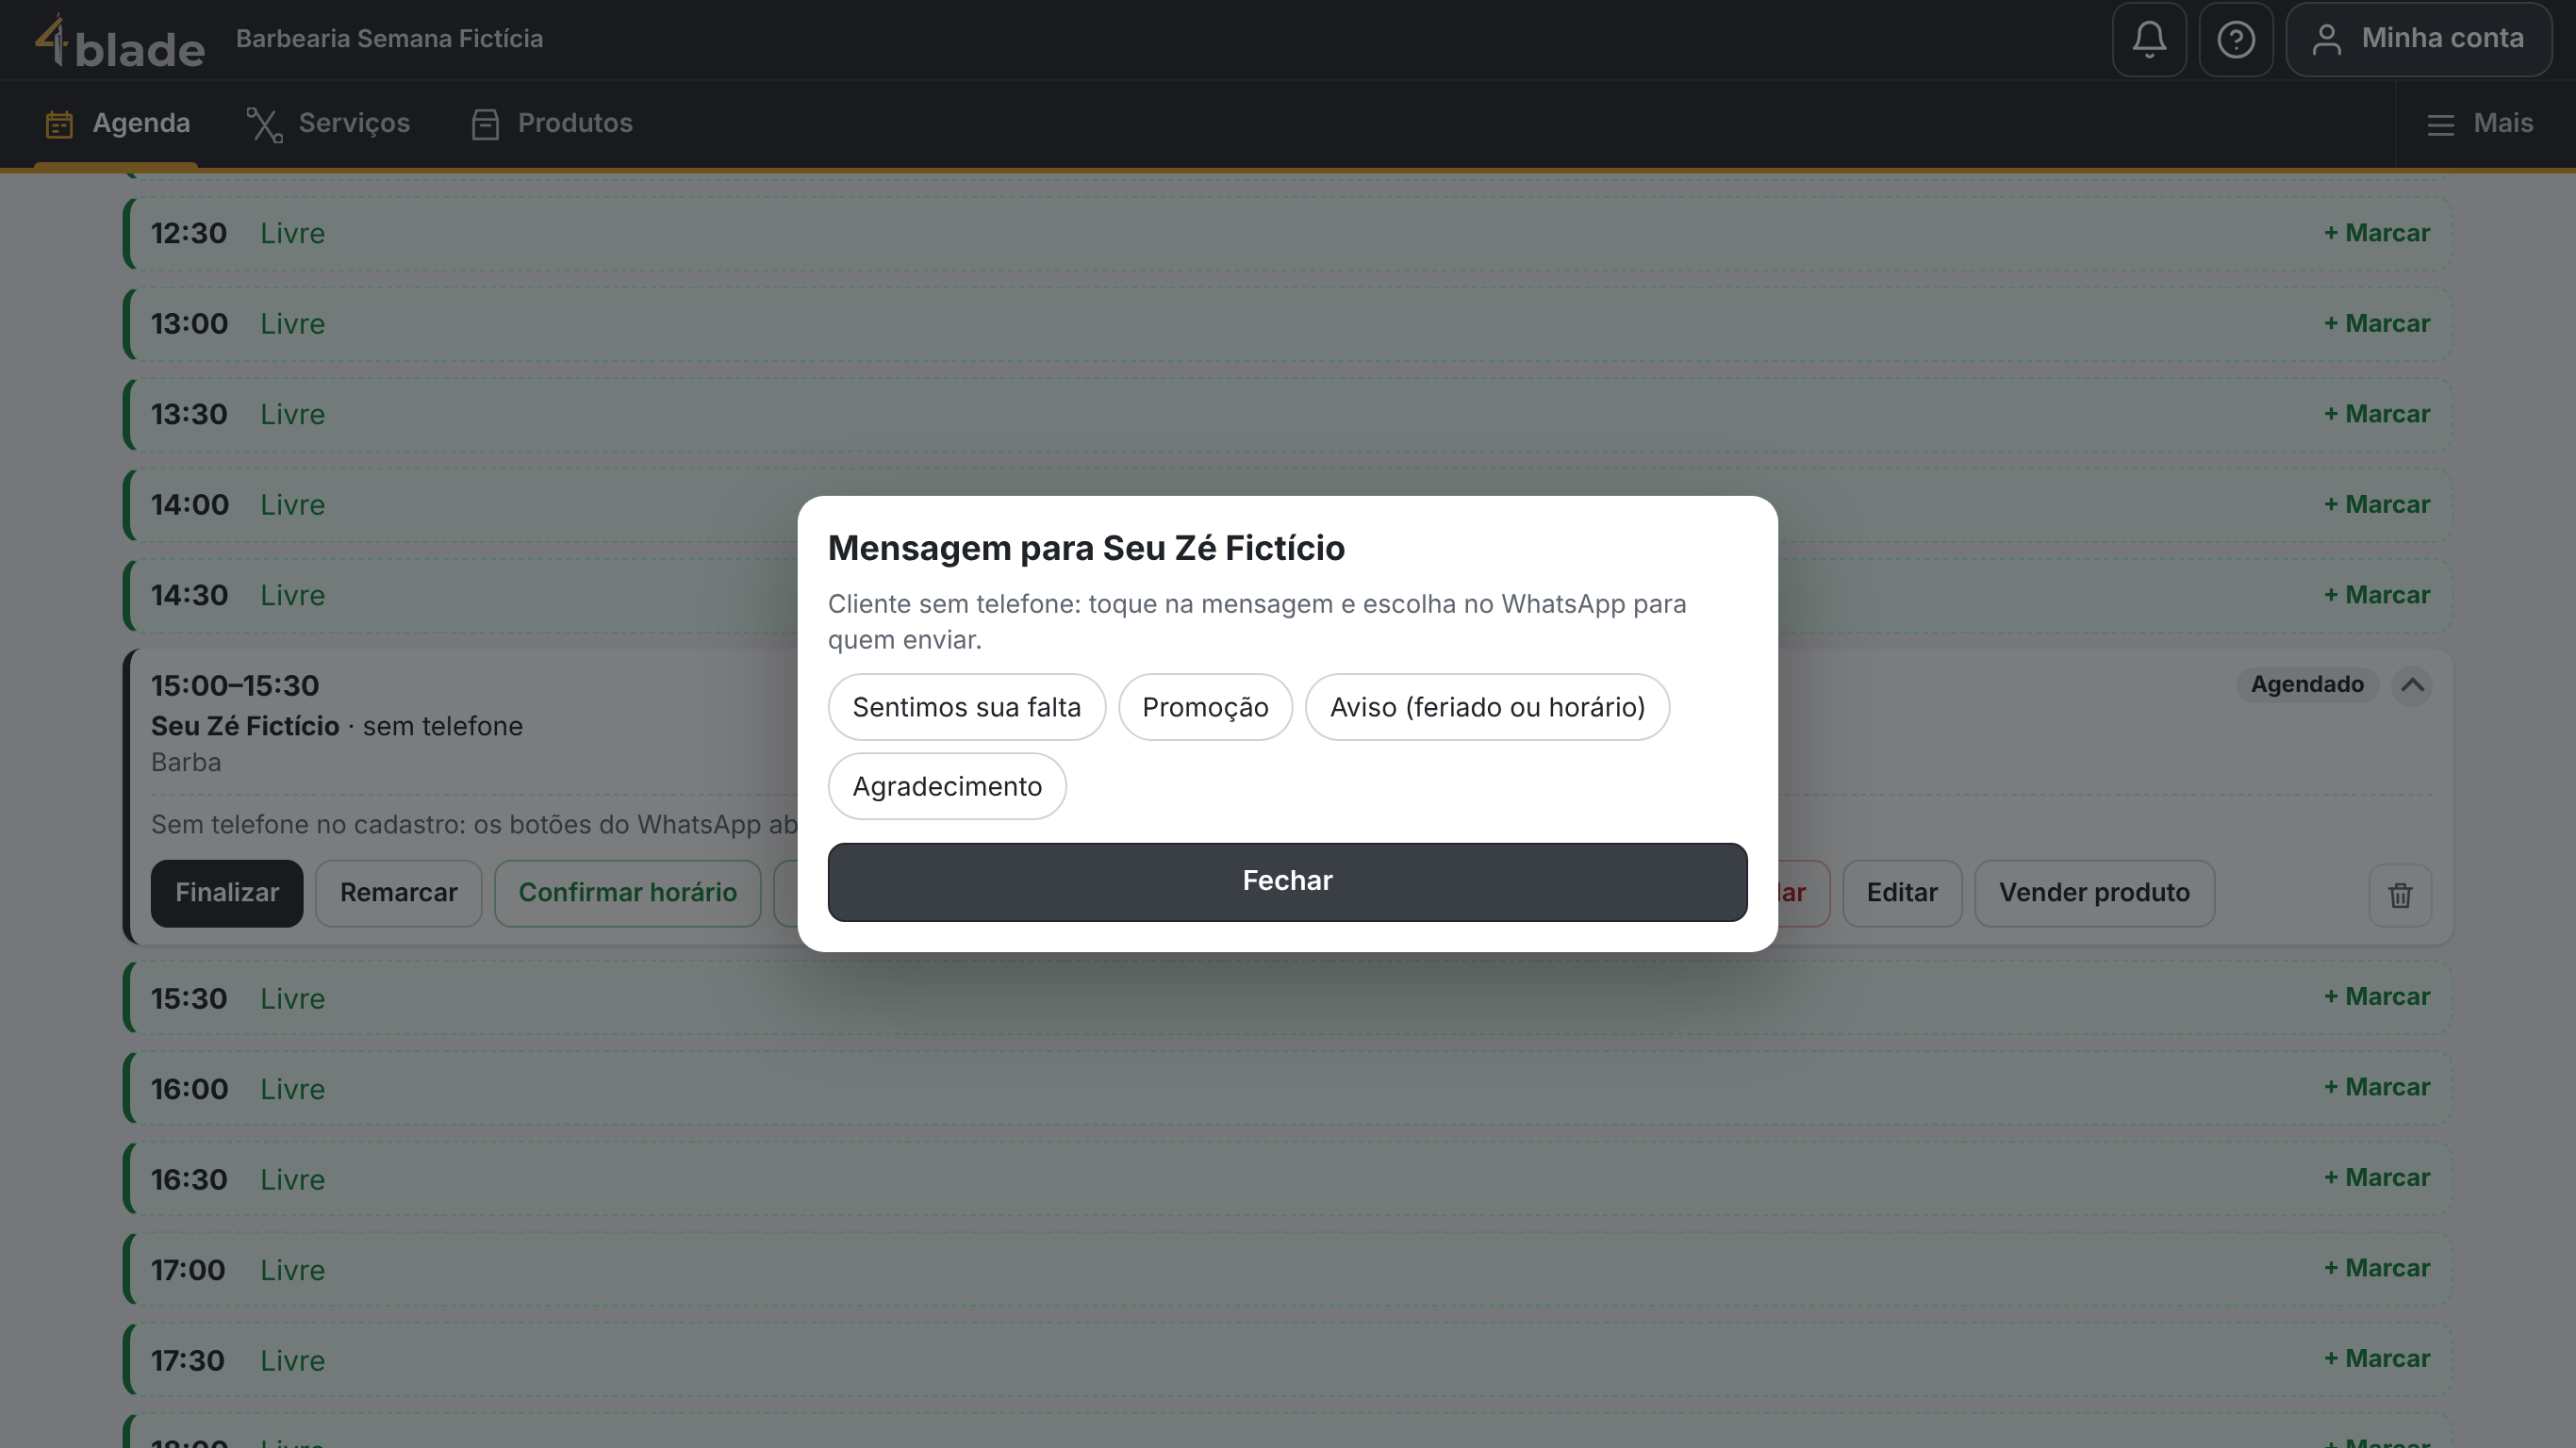 4blade
Barbearia Semana Fictícia
Minha conta
Agenda
Serviços
Produtos
Mais
12:30 Livre + Marcar
13:00 Livre + Marcar
13:30 Livre + Marcar
14:00 Livre + Marcar
14:30 Livre + Marcar
Mensagem para Seu Zé Fictício
Cliente sem telefone: toque na mensagem e escolha no WhatsApp para
quem enviar.
Sentimos sua falta
Promoção
Aviso (feriado ou horário)
Agradecimento
Fechar
15:00–15:30
Agendado
Seu Zé Fictício · sem telefone
Barba
Sem telefone no cadastro: os botões do WhatsApp
Finalizar
Remarcar
Confirmar horário
Editar
Vender produto
15:30 Livre + Marcar
16:00 Livre + Marcar
16:30 Livre + Marcar
17:00 Livre + Marcar
17:30 Livre + Marcar